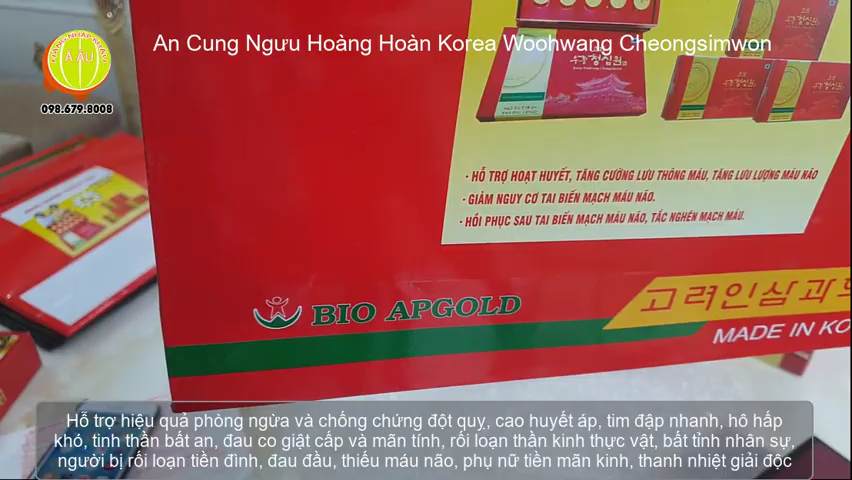 An Cung Ngưu Hoàng Hoàn Korea Woohwang Cheongsimwon
HÀNG NHẬP KHẨU
Á ÂU
098.679.8008
• HỖ TRỢ HOẠT HUYẾT, TĂNG CƯỜNG LƯU THÔNG MÁU, TĂNG LƯU LƯỢNG MÁU NÃO
• GIẢM NGUY CƠ TAI BIẾN MẠCH MÁU NÃO.
• HỒI PHỤC SAU TAI BIẾN MẠCH MÁU NÃO, TẮC NGHẼN MẠCH MÁU.
BIO APGOLD
고려인삼과
MADE IN KO
Hỗ trợ hiệu quả phòng ngừa và chống chứng đột quỵ, cao huyết áp, tim đập nhanh, hô hấp
khó, tinh thần bất an, đau co giật cấp và mãn tính, rối loạn thần kinh thực vật, bất tỉnh nhân sự,
người bị rối loạn tiền đình, đau đầu, thiếu máu não, phụ nữ tiền mãn kinh, thanh nhiệt giải độc